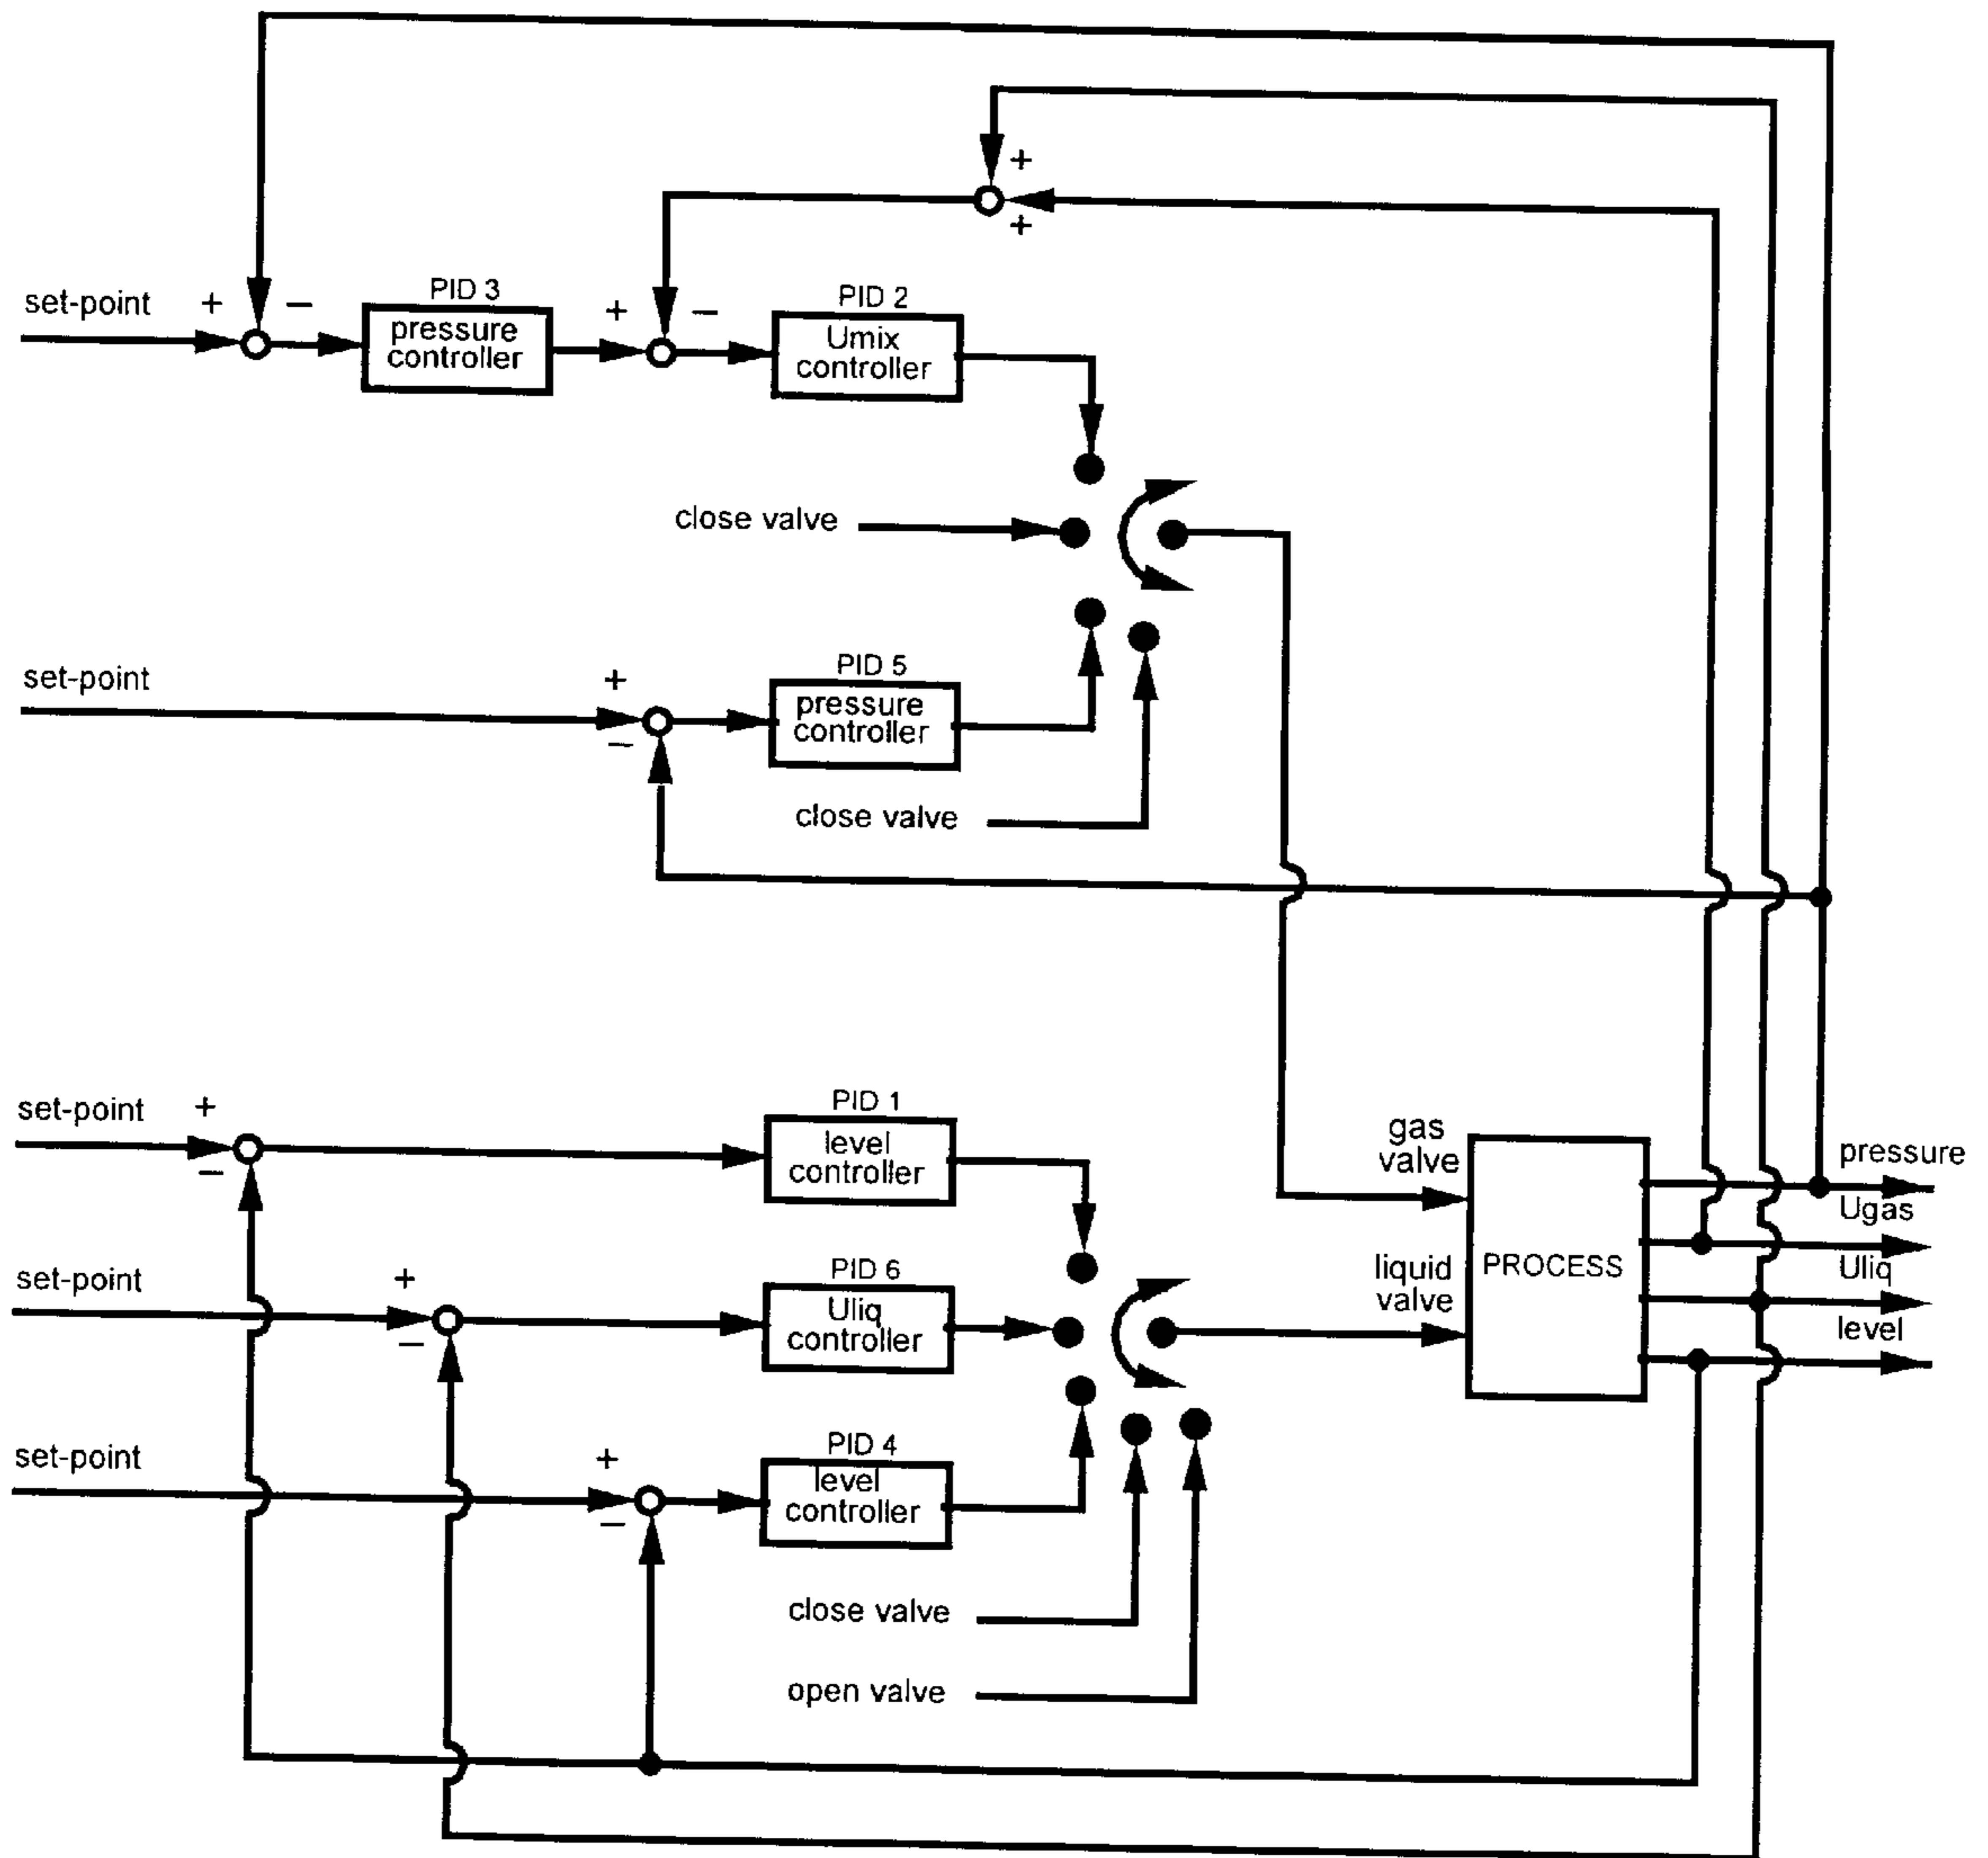 +
+
set-point + −
PID 3
pressure
controller
+ −
PID 2
Umix
controller
close valve
set-point
+
−
PID 5
pressure
controller
close valve
set-point
+
−
PID 1
level
controller
gas
valve
pressure
Ugas
Uliq
level
liquid
valve
PROCESS
set-point
+
−
PID 6
Uliq
controller
set-point
+
−
PID 4
level
controller
close valve
open valve